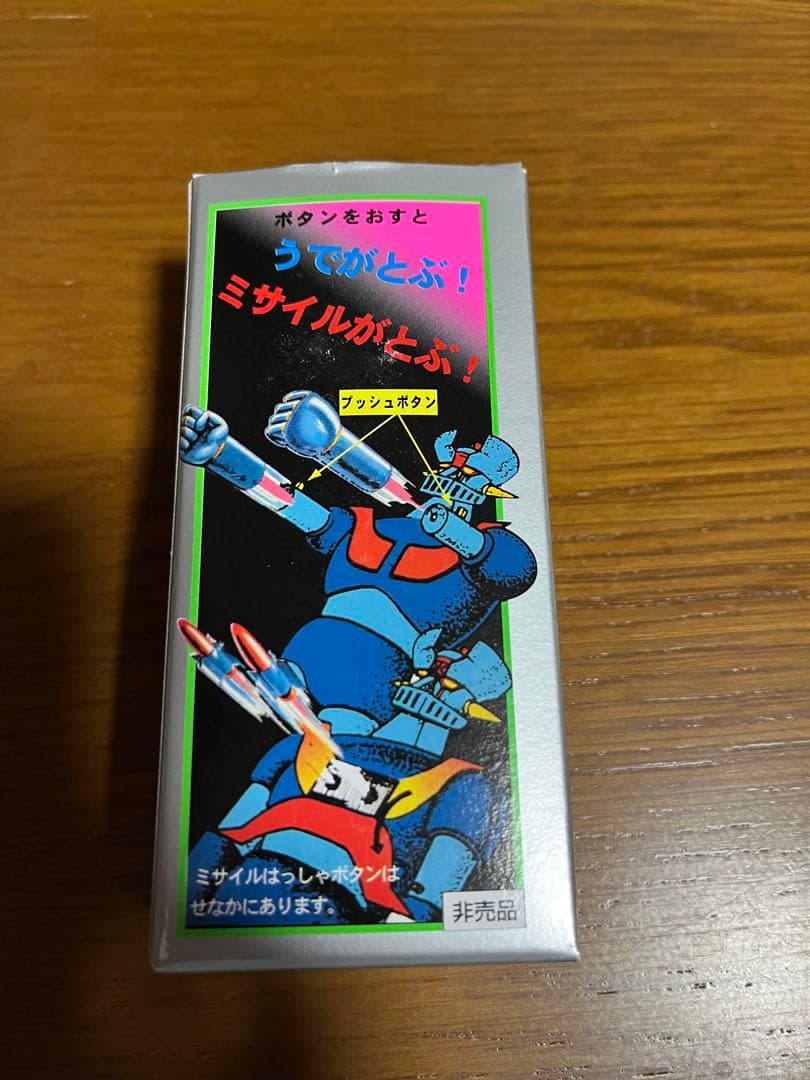 ボタンをおすと
うでがとぶ！
ミサイルがとぶ！
プッシュボタン
ミサイルはっしゃボタンは
せなかにあります。
非売品